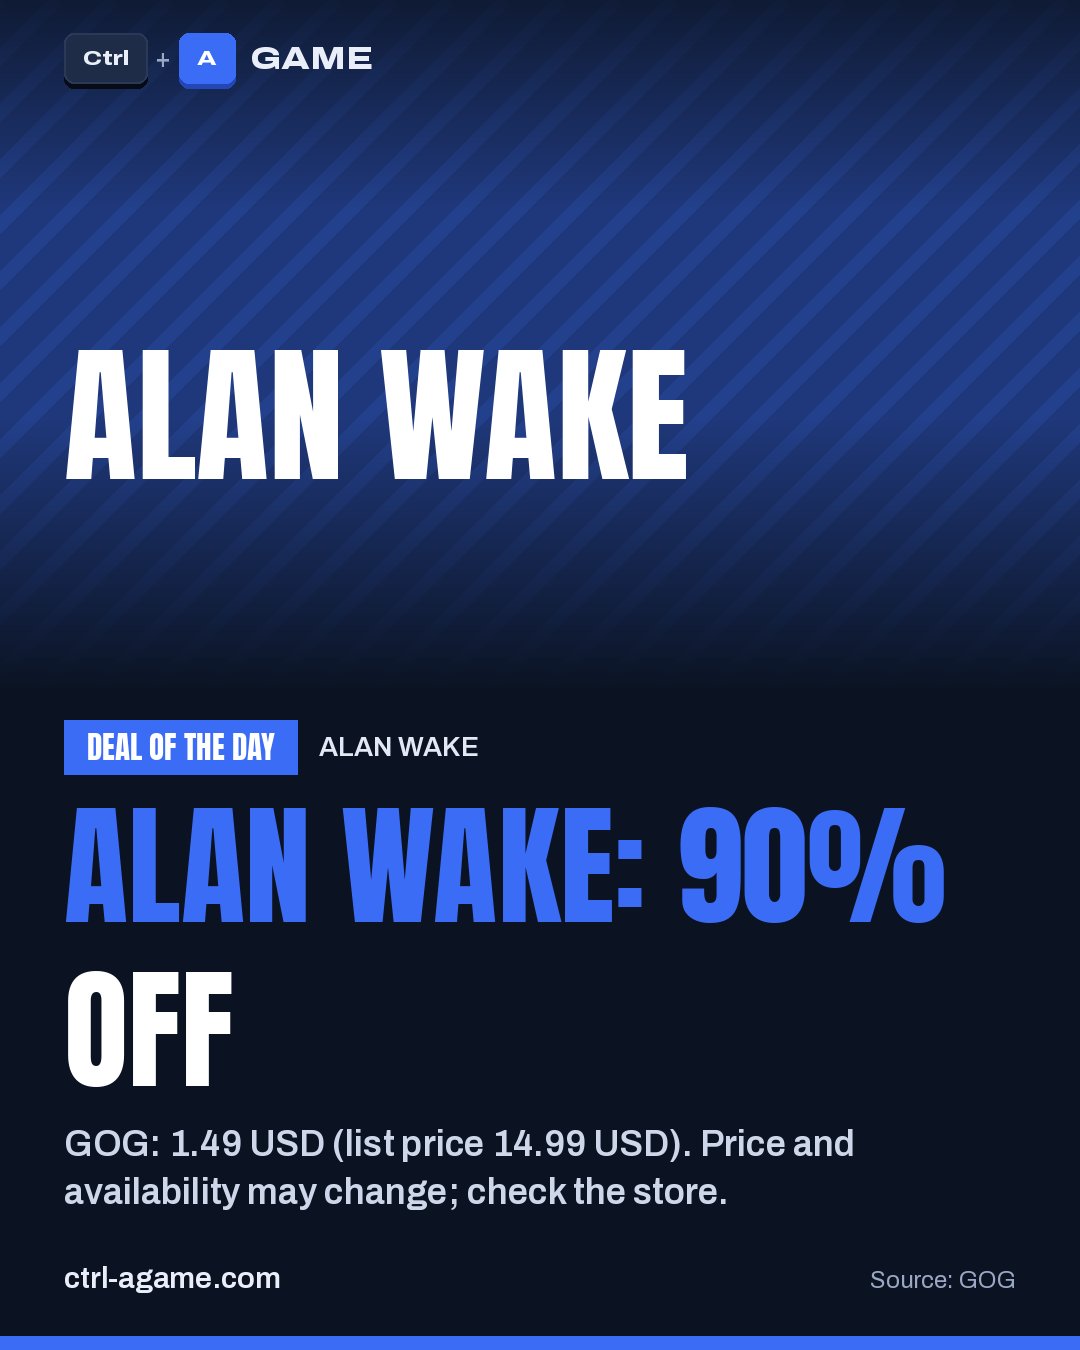 Ctrl + A GAME
ALAN WAKE
DEAL OF THE DAY ALAN WAKE
ALAN WAKE: 90%
OFF
GOG: 1.49 USD (list price 14.99 USD). Price and
availability may change; check the store.
ctrl-agame.com Source: GOG